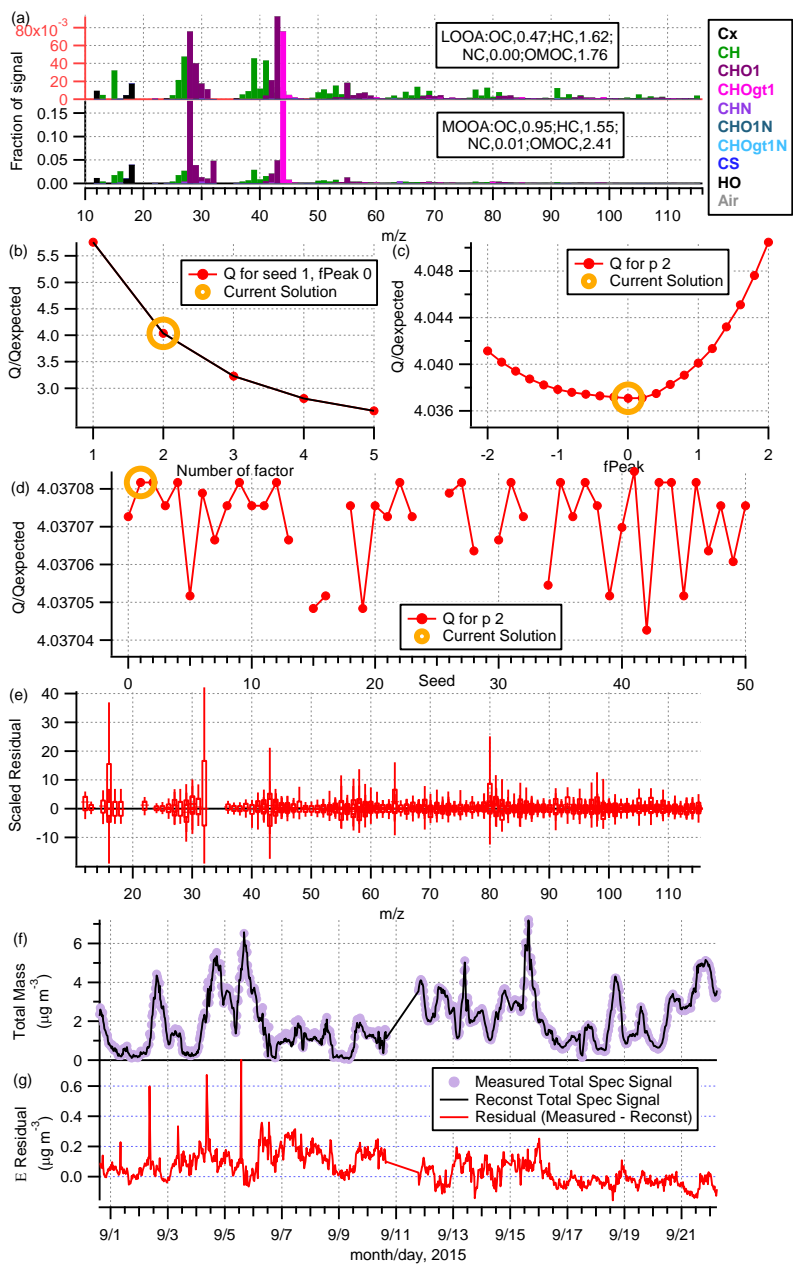 (a)
80x10⁻³
60
40
20
0
LOOA:OC,0.47;HC,1.62;
NC,0.00;OMOC,1.76
Fraction of signal
0.15
0.10
0.05
0.00
MOOA:OC,0.95;HC,1.55;
NC,0.01;OMOC,2.41
10 20 30 40 50 60 70 80 90 100 110
m/z
Cx
CH
CHO1
CHOgt1
CHN
CHO1N
CHOgt1N
CS
HO
Air
(b)
Q/Qexpected
5.5
5.0
4.5
4.0
3.5
3.0
Q for seed 1, fPeak 0
Current Solution
1 2 3 4 5
Number of factor
(c)
Q/Qexpected
4.048
4.044
4.040
4.036
Q for p 2
Current Solution
-2 -1 0 1 2
fPeak
(d)
Q/Qexpected
4.03708
4.03707
4.03706
4.03705
4.03704
Q for p 2
Current Solution
0 10 20 30 40 50
Seed
(e)
Scaled Residual
40
30
20
10
0
-10
20 30 40 50 60 70 80 90 100 110
m/z
(f)
Total Mass
(µg m⁻³)
6
4
2
0
(g)
E Residual
(µg m⁻³)
0.6
0.4
0.2
0.0
Measured Total Spec Signal
Reconst Total Spec Signal
Residual (Measured - Reconst)
9/1 9/3 9/5 9/7 9/9 9/11 9/13 9/15 9/17 9/19 9/21
month/day, 2015